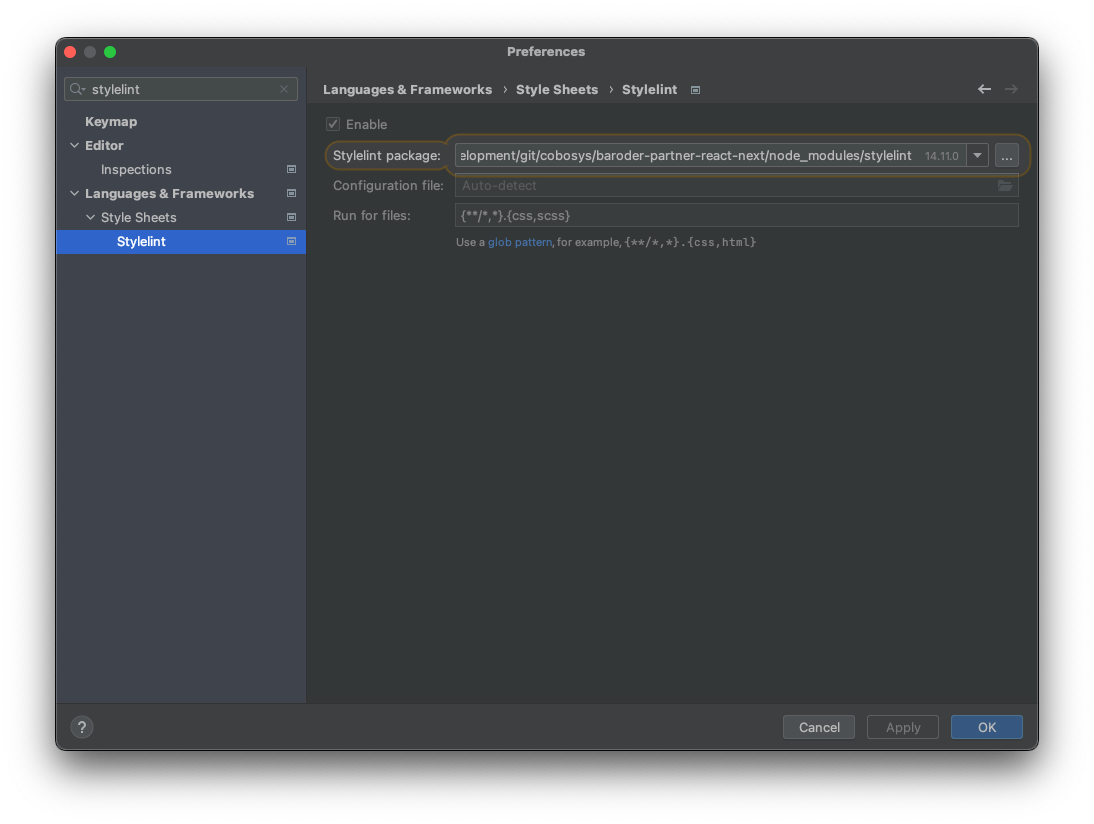 Preferences
stylelint
Keymap
Editor
Inspections
Languages & Frameworks
Style Sheets
Stylelint
Languages & Frameworks › Style Sheets › Stylelint
Enable
Stylelint package: elopment/git/cobosys/baroder-partner-react-next/node_modules/stylelint 14.11.0 ...
Configuration file: Auto-detect
Run for files: {**/*,*}.{css,scss}
Use a glob pattern, for example, {**/*,*}.{css,html}
? Cancel Apply OK